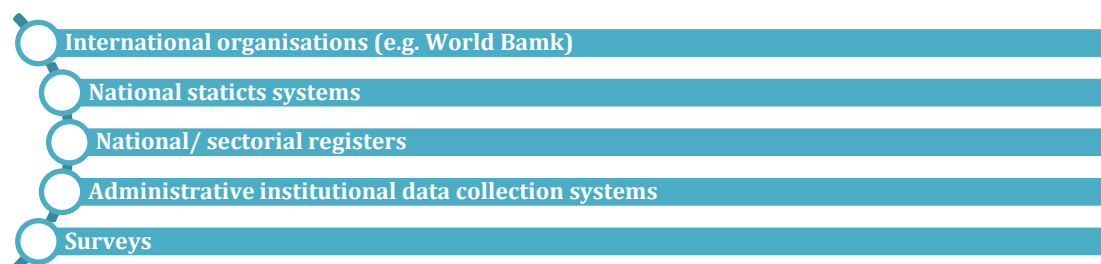 International organisations (e.g. World Bamk)
National staticts systems
National/ sectorial registers
Administrative institutional data collection systems
Surveys